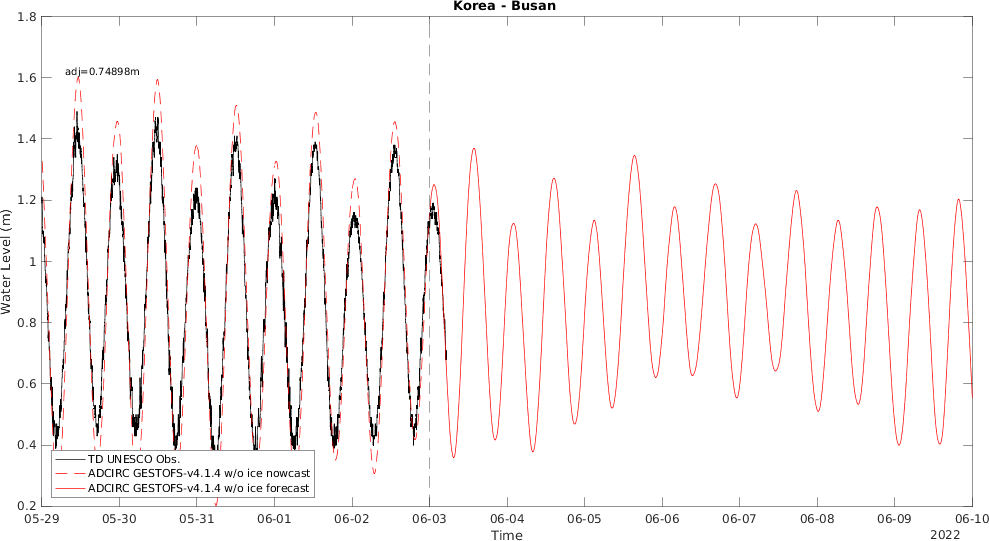 Korea - Busan
adj=0.74898m
Water Level (m)
1.8
1.6
1.4
1.2
1
0.8
0.6
0.4
0.2
TD UNESCO Obs.
ADCIRC GESTOFS-v4.1.4 w/o ice nowcast
ADCIRC GESTOFS-v4.1.4 w/o ice forecast
05-29 05-30 05-31 06-01 06-02 06-03 06-04 06-05 06-06 06-07 06-08 06-09 06-10
Time
2022